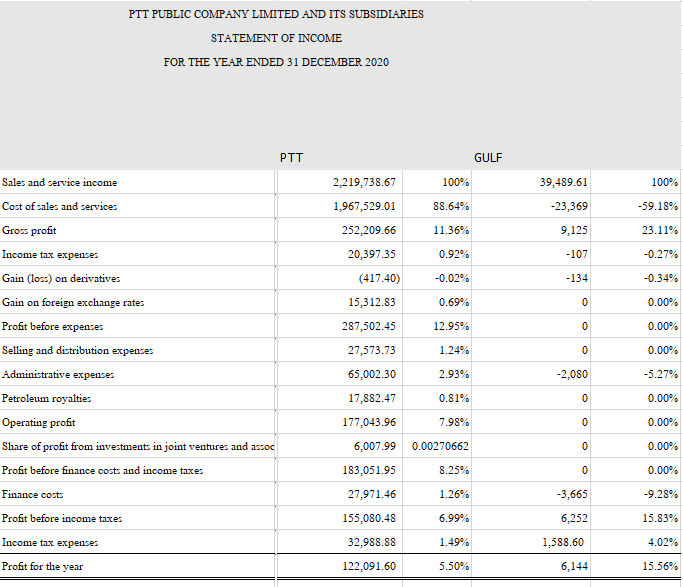 PTT PUBLIC COMPANY LIMITED AND ITS SUBSIDIARIES
STATEMENT OF INCOME
FOR THE YEAR ENDED 31 DECEMBER 2020
PTT GULF
Sales and service income 2,219,738.67 100% 39,489.61 100%
Cost of sales and services 1,967,529.01 88.64% -23,369 -59.18%
Gross profit 252,209.66 11.36% 9,125 23.11%
Income tax expenses 20,397.35 0.92% -107 -0.27%
Gain (loss) on derivatives (417.40) -0.02% -134 -0.34%
Gain on foreign exchange rates 15,312.83 0.69% 0 0.00%
Profit before expenses 287,502.45 12.95% 0 0.00%
Selling and distribution expenses 27,573.73 1.24% 0 0.00%
Administrative expenses 65,002.30 2.93% -2,080 -5.27%
Petroleum royalties 17,882.47 0.81% 0 0.00%
Operating profit 177,043.96 7.98% 0 0.00%
Share of profit from investments in joint ventures and assoc 6,007.99 0.00270662 0 0.00%
Profit before finance costs and income taxes 183,051.95 8.25% 0 0.00%
Finance costs 27,971.46 1.26% -3,665 -9.28%
Profit before income taxes 155,080.48 6.99% 6,252 15.83%
Income tax expenses 32,988.88 1.49% 1,588.60 4.02%
Profit for the year 122,091.60 5.50% 6,144 15.56%